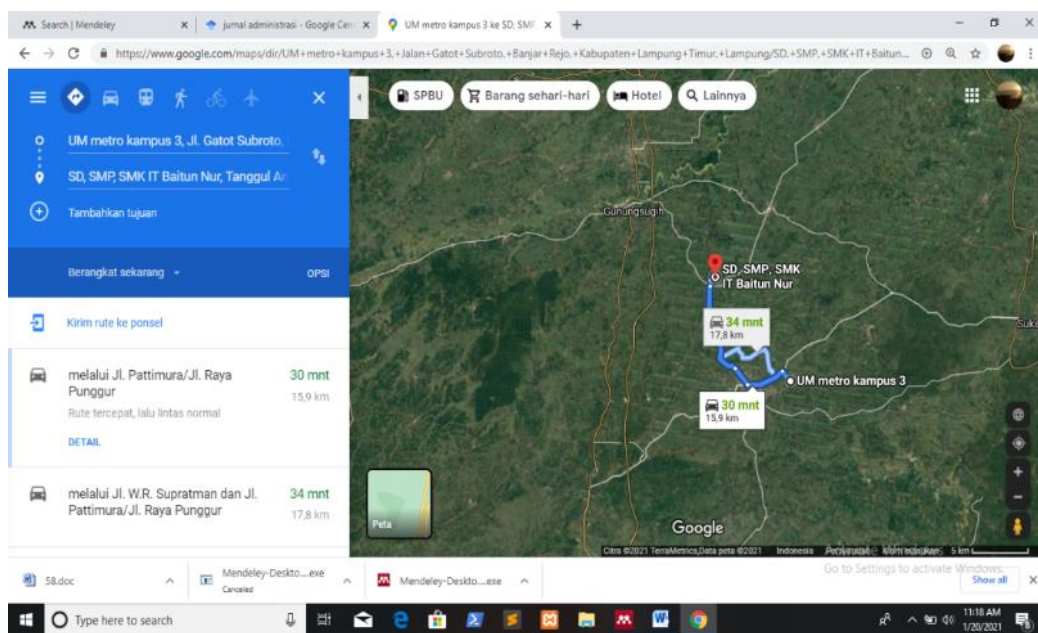 Search | Mendeley
jurnal administrasi - Google Cen
UM metro kampus 3 ke SD, SMP
https://www.google.com/maps/dir/UM+metro+kampus+3,+Jalan+Gatot+Subroto,+Banjar+Rejo,+Kabupaten+Lampung+Timur,+Lampung/SD,+SMP,+SMK+IT+Baitun...
UM metro kampus 3, Jl. Gatot Subroto,
SD, SMP, SMK IT Baitun Nur, Tanggul An
Tambahkan tujuan
Berangkat sekarang
OPSI
Kirim rute ke ponsel
melalui Jl. Pattimura/Jl. Raya
Punggur
30 mnt
15,9 km
Rute tercepat, lalu lintas normal
DETAIL
melalui Jl. W.R. Supratman dan Jl.
Pattimura/Jl. Raya Punggur
34 mnt
17,8 km
SPBU
Barang sehari-hari
Hotel
Lainnya
Gunungsugih
SD, SMP, SMK
IT Baitun Nur
34 mnt
17,8 km
UM metro kampus 3
30 mnt
15,9 km
Suka
Peta
Google
Citra ©2021 TerraMetrics,Data peta ©2021 Indonesia
5 km
Go to Settings to activate Windows.
58.doc
Mendeley-Deskto....exe
Canceled
Mendeley-Deskto....exe
Show all
Type here to search
11:18 AM
1/20/2021